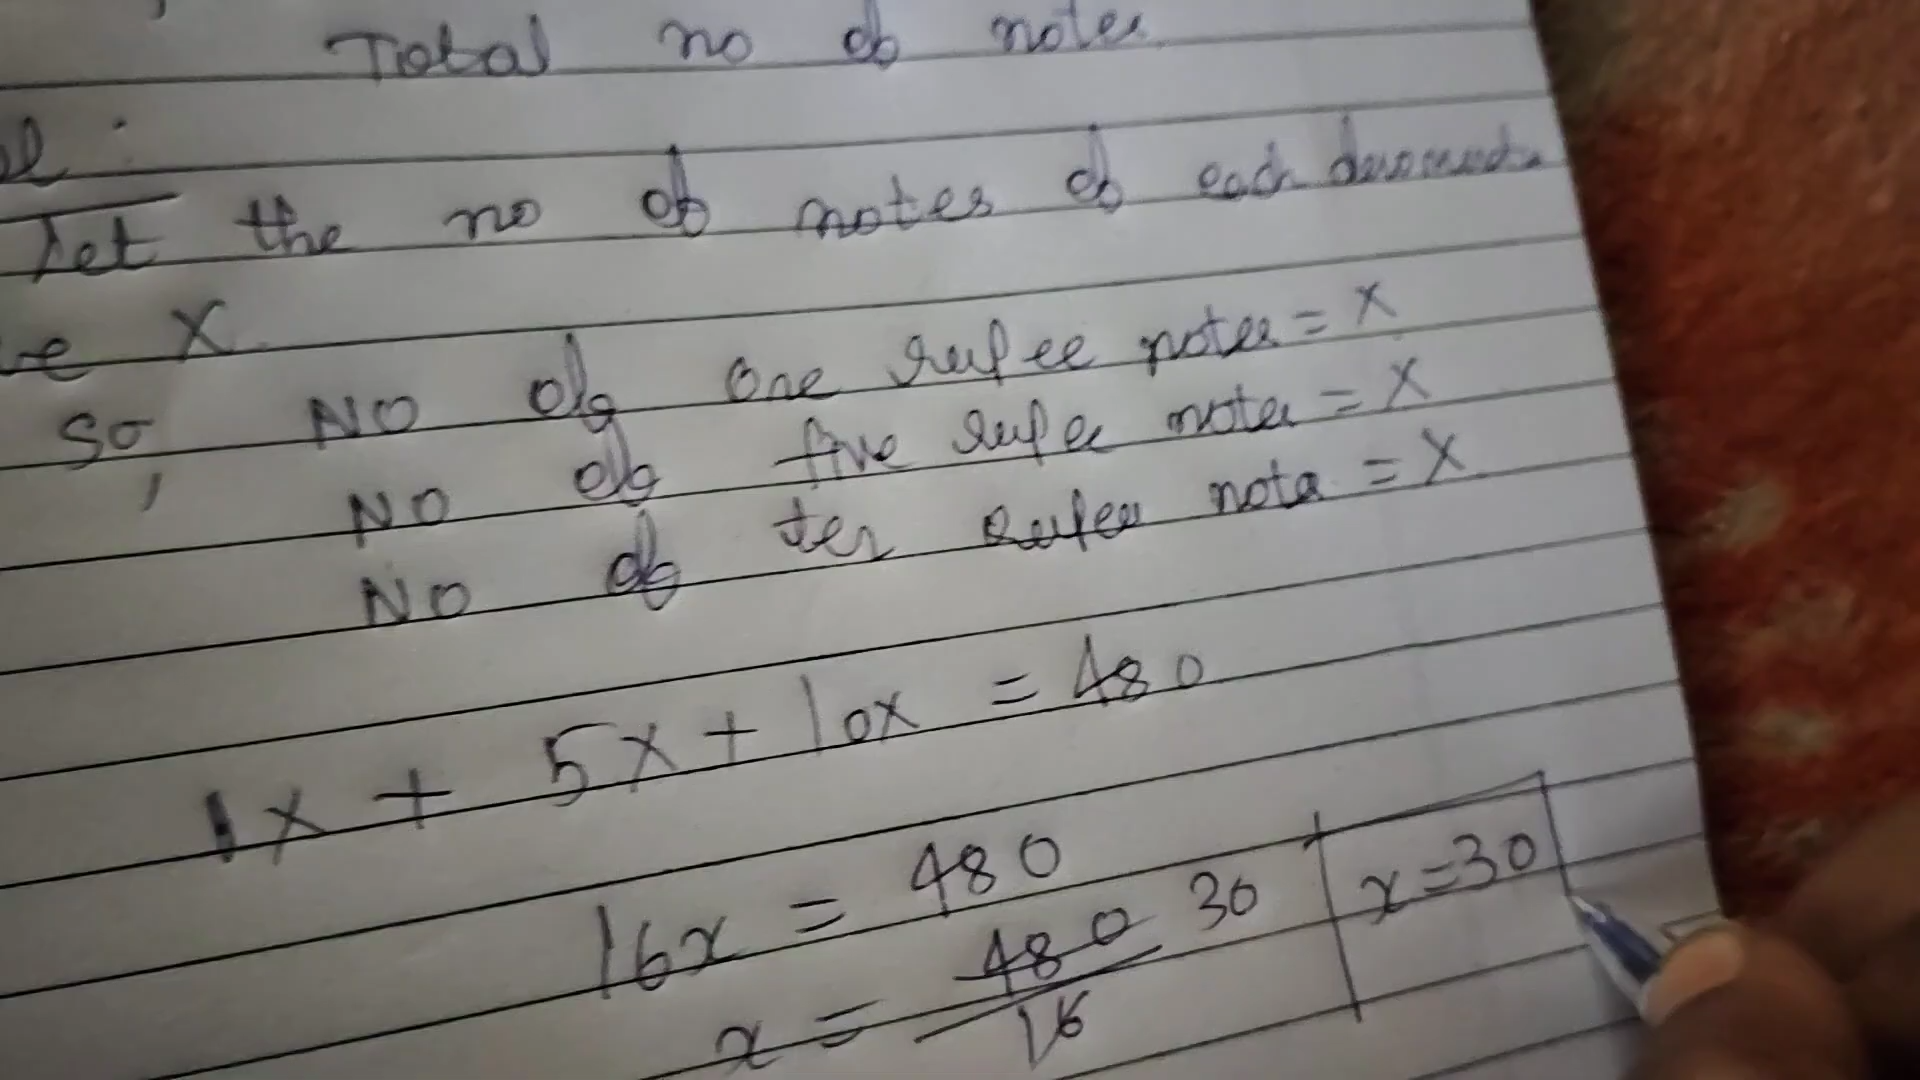 Total no of notes
Let the no of notes of each
X
So, No of one rupee notes = X
No of five rupee notes = X
No of ten rupee notes = X
1x + 5x + 10x = 480
16x = 480
x = 480/16 30
x = 30